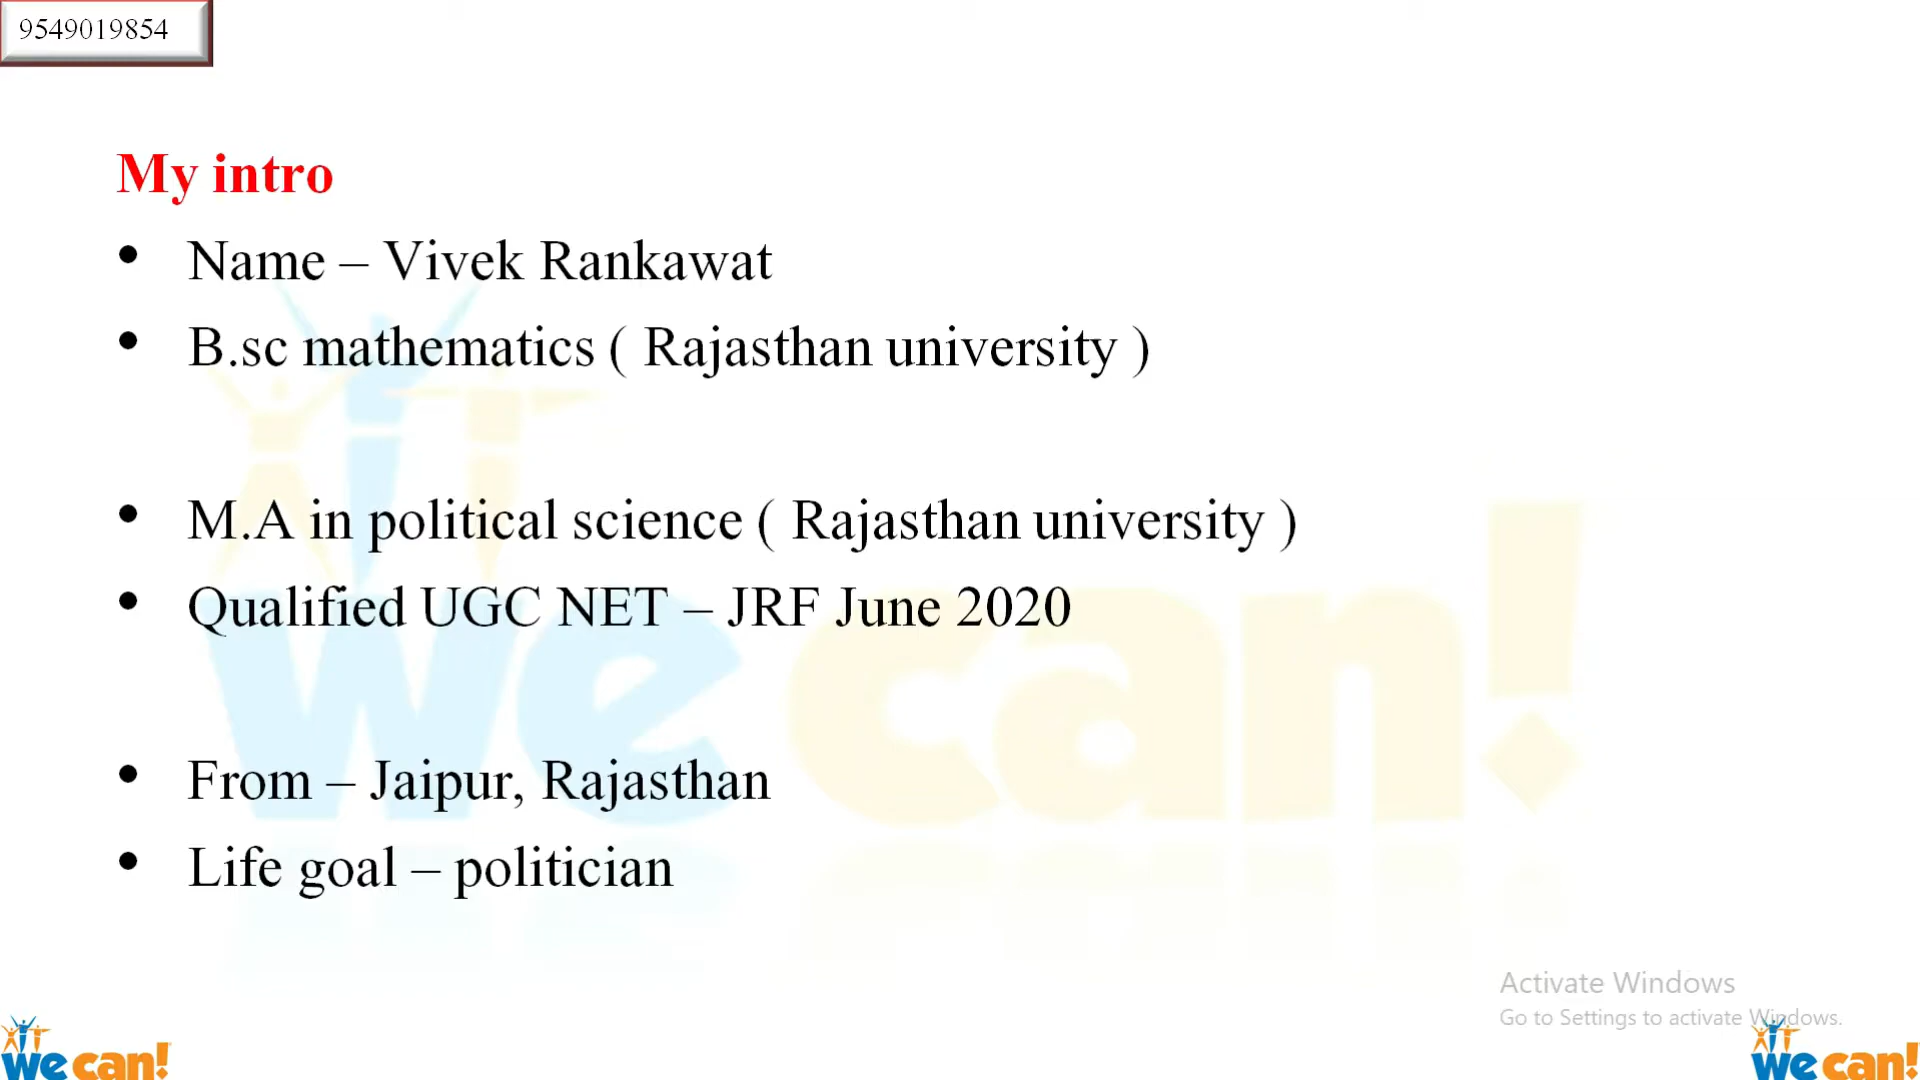 9549019854
My intro
• Name – Vivek Rankawat
• B.sc mathematics ( Rajasthan university )
• M.A in political science ( Rajasthan university )
• Qualified UGC NET – JRF June 2020
we can!
• From – Jaipur, Rajasthan
• Life goal – politician
Activate Windows
Go to Settings to activate Windows.
we can!
we can!